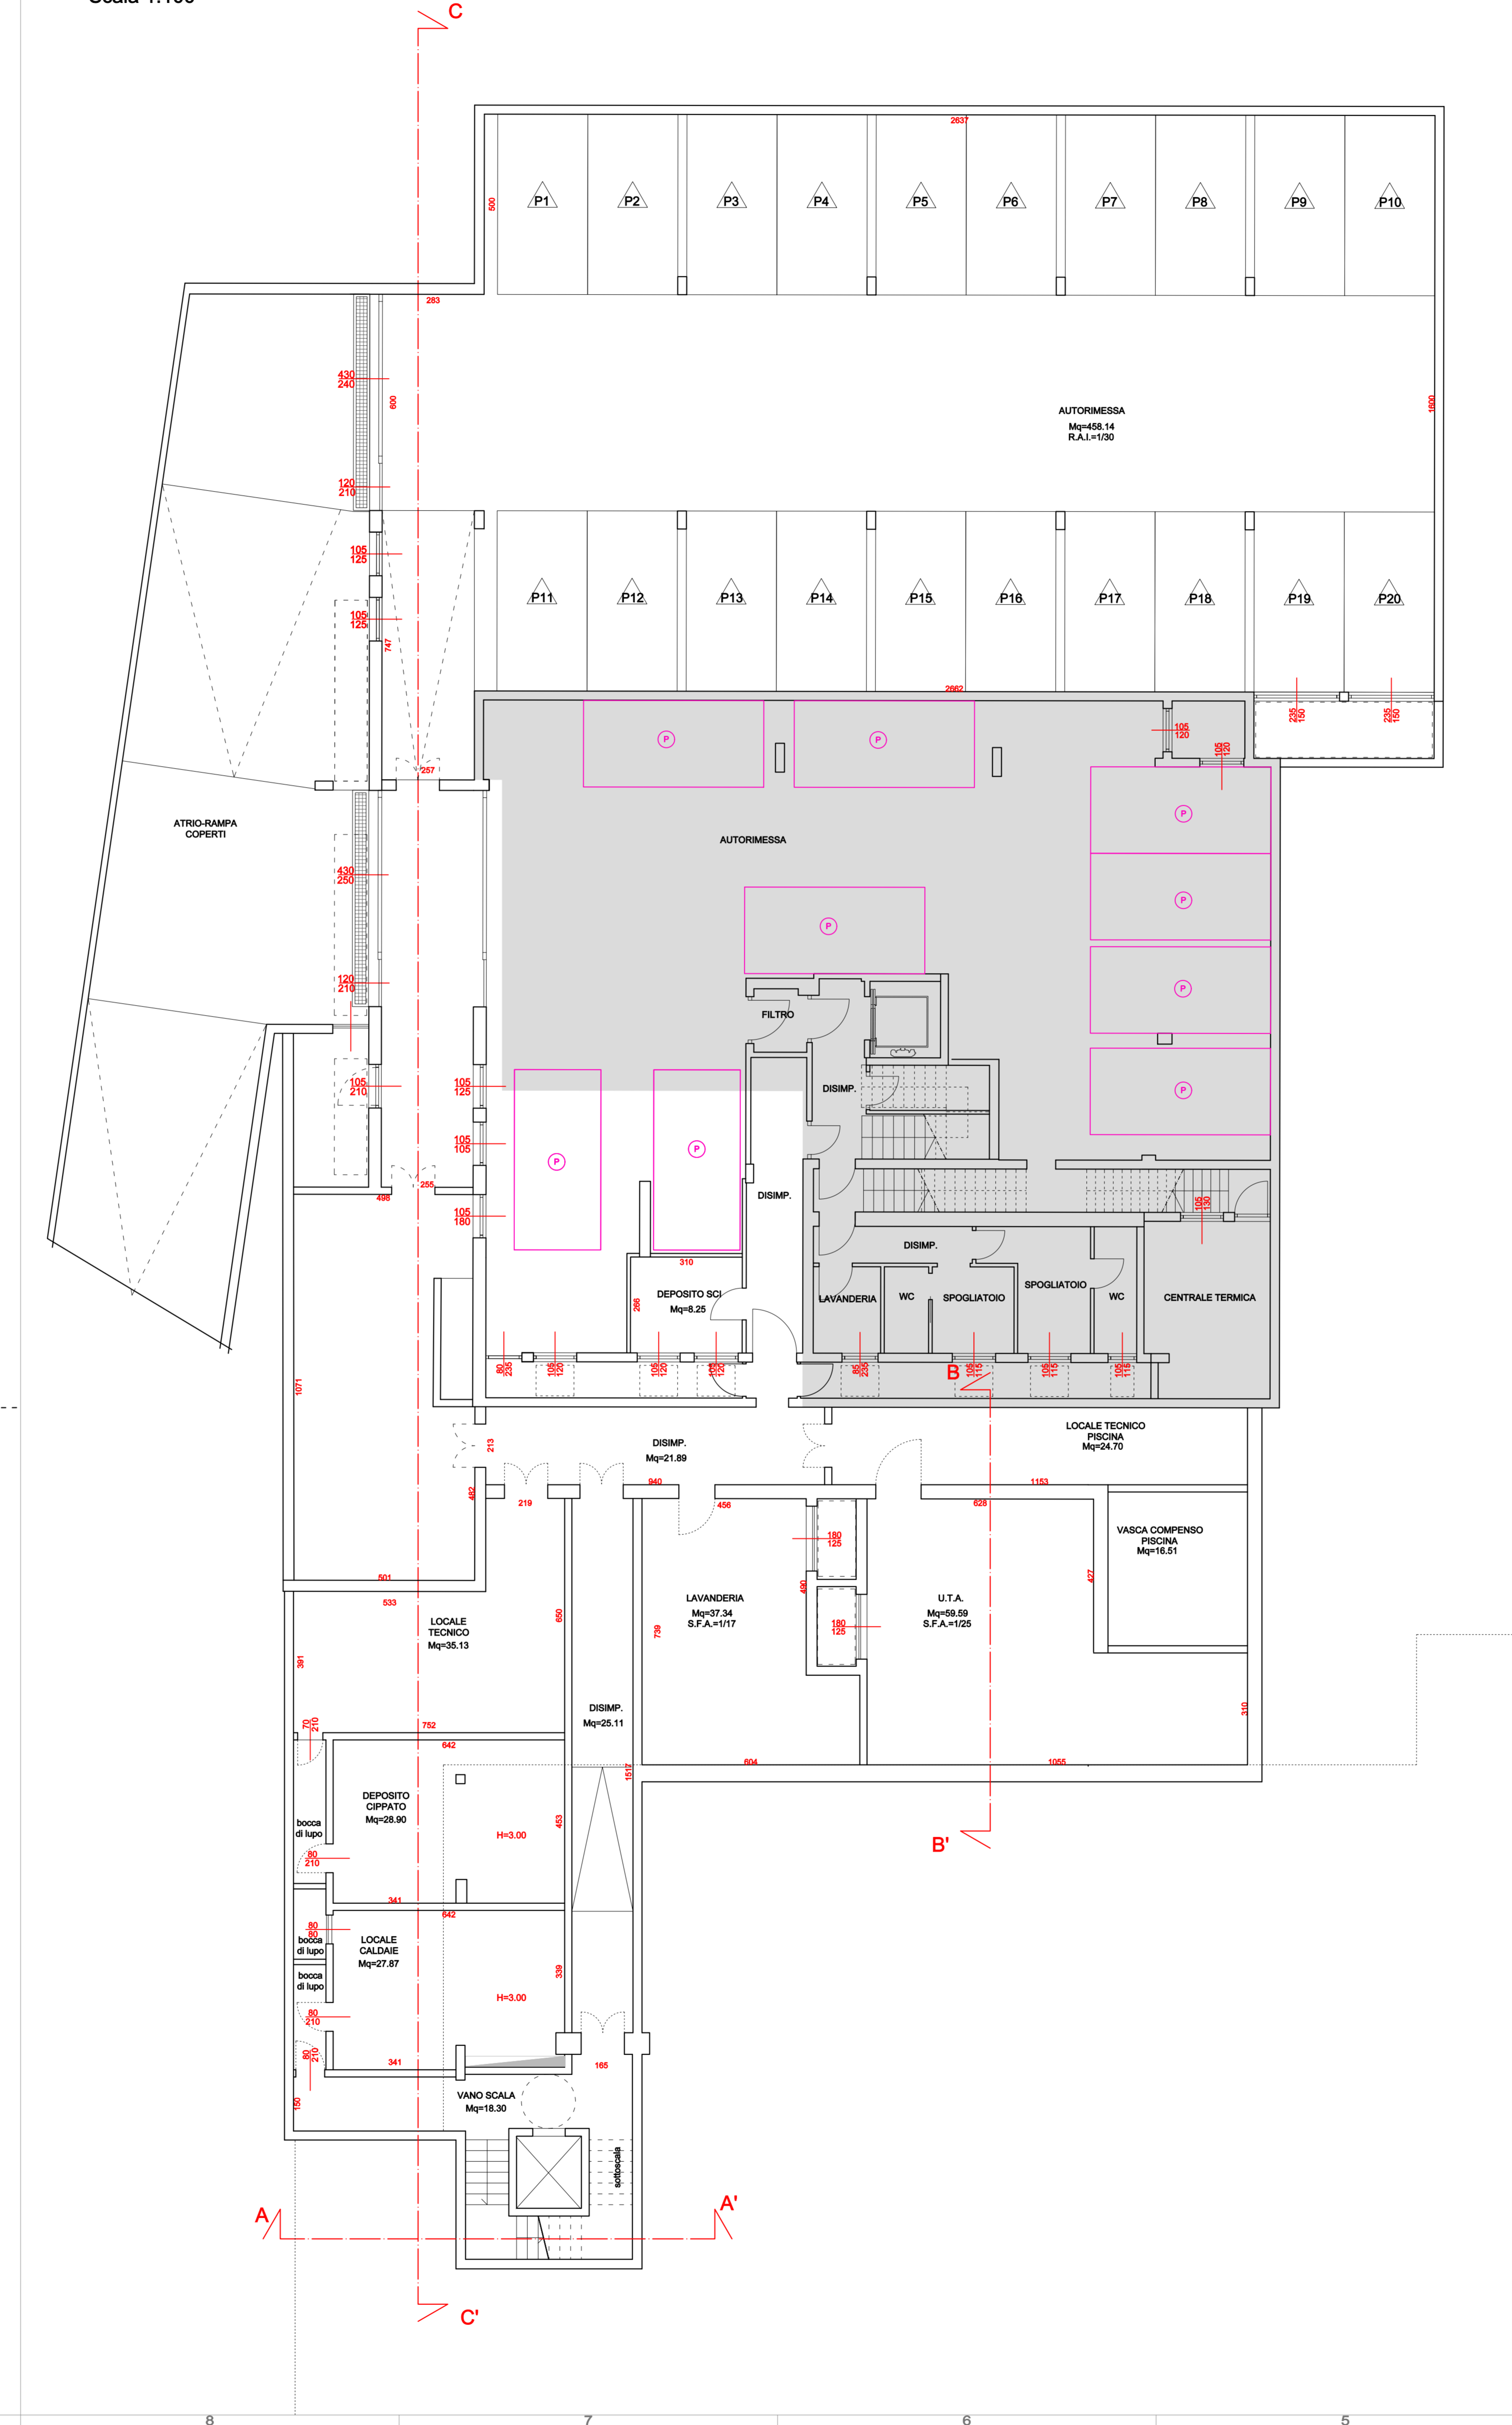 C
2637
500
P1
P2
P3
P4
P5
P6
P7
P8
P9
P10
283
430
240
600
AUTORIMESSA
Mq=458.14
R.A.I.=1/30
1600
120
210
105
125
105
125
747
P11
P12
P13
P14
P15
P16
P17
P18
P19
P20
2662
235
150
235
150
P
P
105
120
105
120
257
ATRIO-RAMPA
COPERTI
AUTORIMESSA
P
430
250
P
P
120
210
P
FILTRO
105
210
105
125
DISIMP.
P
105
105
P
P
498
255
DISIMP.
105
180
105
130
DISIMP.
310
266
DEPOSITO SCI
Mq=8.25
LAVANDERIA
WC
SPOGLIATOIO
SPOGLIATOIO
WC
CENTRALE TERMICA
80
235
105
120
105
120
105
120
85
235
105
115
105
115
105
115
B
1071
213
DISIMP.
Mq=21.89
LOCALE TECNICO
PISCINA
Mq=24.70
482
219
940
456
1153
628
180
125
VASCA COMPENSO
PISCINA
Mq=16.51
501
533
490
427
LOCALE
TECNICO
Mq=35.13
650
739
LAVANDERIA
Mq=37.34
S.F.A.=1/17
180
125
U.T.A.
Mq=59.59
S.F.A.=1/25
391
DISIMP.
Mq=25.11
310
70
210
752
642
604
1055
1517
DEPOSITO
CIPPATO
Mq=28.90
bocca
di lupo
H=3.00
453
80
210
B'
341
642
80
80
bocca
di lupo
LOCALE
CALDAIE
Mq=27.87
bocca
di lupo
339
H=3.00
80
210
80
210
341
165
150
VANO SCALA
Mq=18.30
sottoscala
A
A'
C'
8
7
6
5